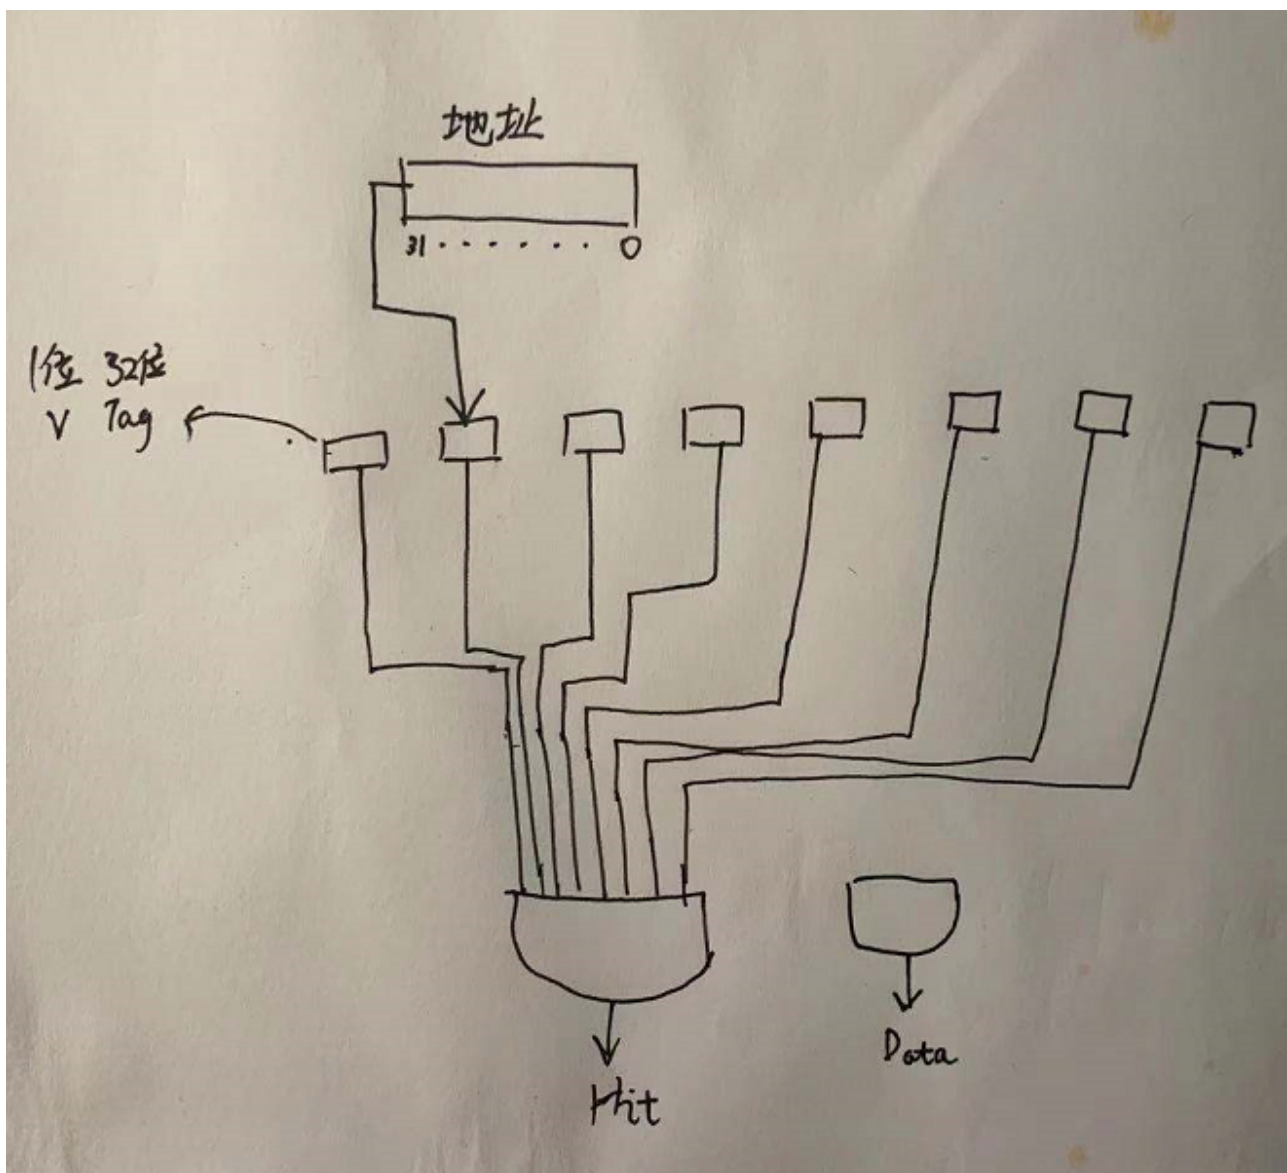 地址
31 . . . . . . 0
1位 32位
V Tag
Hit
Data